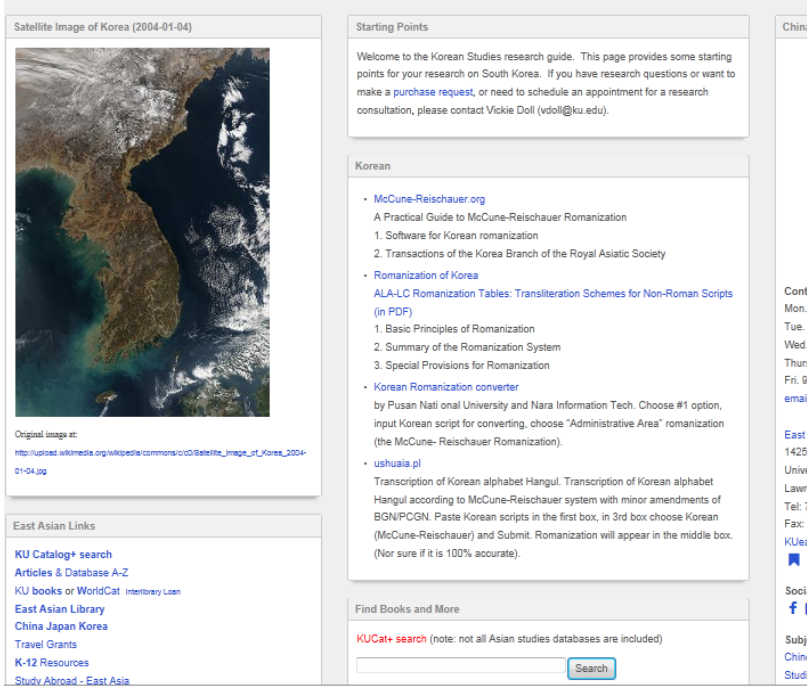 Satellite Image of Korea (2004-01-04)
Original image at:
http://upload.wikimedia.org/wikipedia/commons/c/c0/Satellite_Image_of_Korea_2004-
01-04.jpg
East Asian Links
KU Catalog+ search
Articles & Database A-Z
KU books or WorldCat Interlibrary Loan
East Asian Library
China Japan Korea
Travel Grants
K-12 Resources
Study Abroad - East Asia
Starting Points
Welcome to the Korean Studies research guide. This page provides some starting
points for your research on South Korea. If you have research questions or want to
make a purchase request, or need to schedule an appointment for a research
consultation, please contact Vickie Doll (vdoll@ku.edu).
Korean
• McCune-Reischauer.org
A Practical Guide to McCune-Reischauer Romanization
1. Software for Korean romanization
2. Transactions of the Korea Branch of the Royal Asiatic Society
• Romanization of Korea
ALA-LC Romanization Tables: Transliteration Schemes for Non-Roman Scripts
(in PDF)
1. Basic Principles of Romanization
2. Summary of the Romanization System
3. Special Provisions for Romanization
• Korean Romanization converter
by Pusan Nati onal University and Nara Information Tech. Choose #1 option,
input Korean script for converting, choose "Administrative Area" romanization
(the McCune- Reischauer Romanization).
• ushuaia.pl
Transcription of Korean alphabet Hangul. Transcription of Korean alphabet
Hangul according to McCune-Reischauer system with minor amendments of
BGN/PCGN. Paste Korean scripts in the first box, in 3rd box choose Korean
(McCune-Reischauer) and Submit. Romanization will appear in the middle box.
(Nor sure if it is 100% accurate).
Find Books and More
KUCat+ search (note: not all Asian studies databases are included)
Search
Mon.
Tue.
Wed.
Fri. 9
East
1425
Tel: 7
Fax: